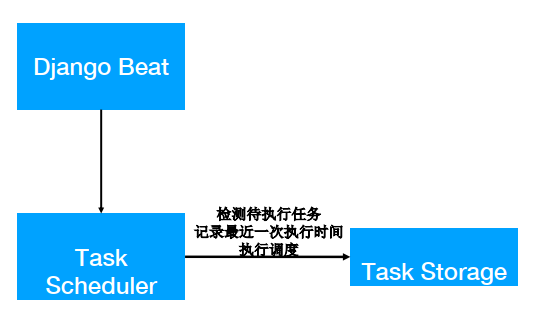 Django Beat
检测待执行任务
记录最近一次执行时间
执行调度
Task
Scheduler
Task Storage